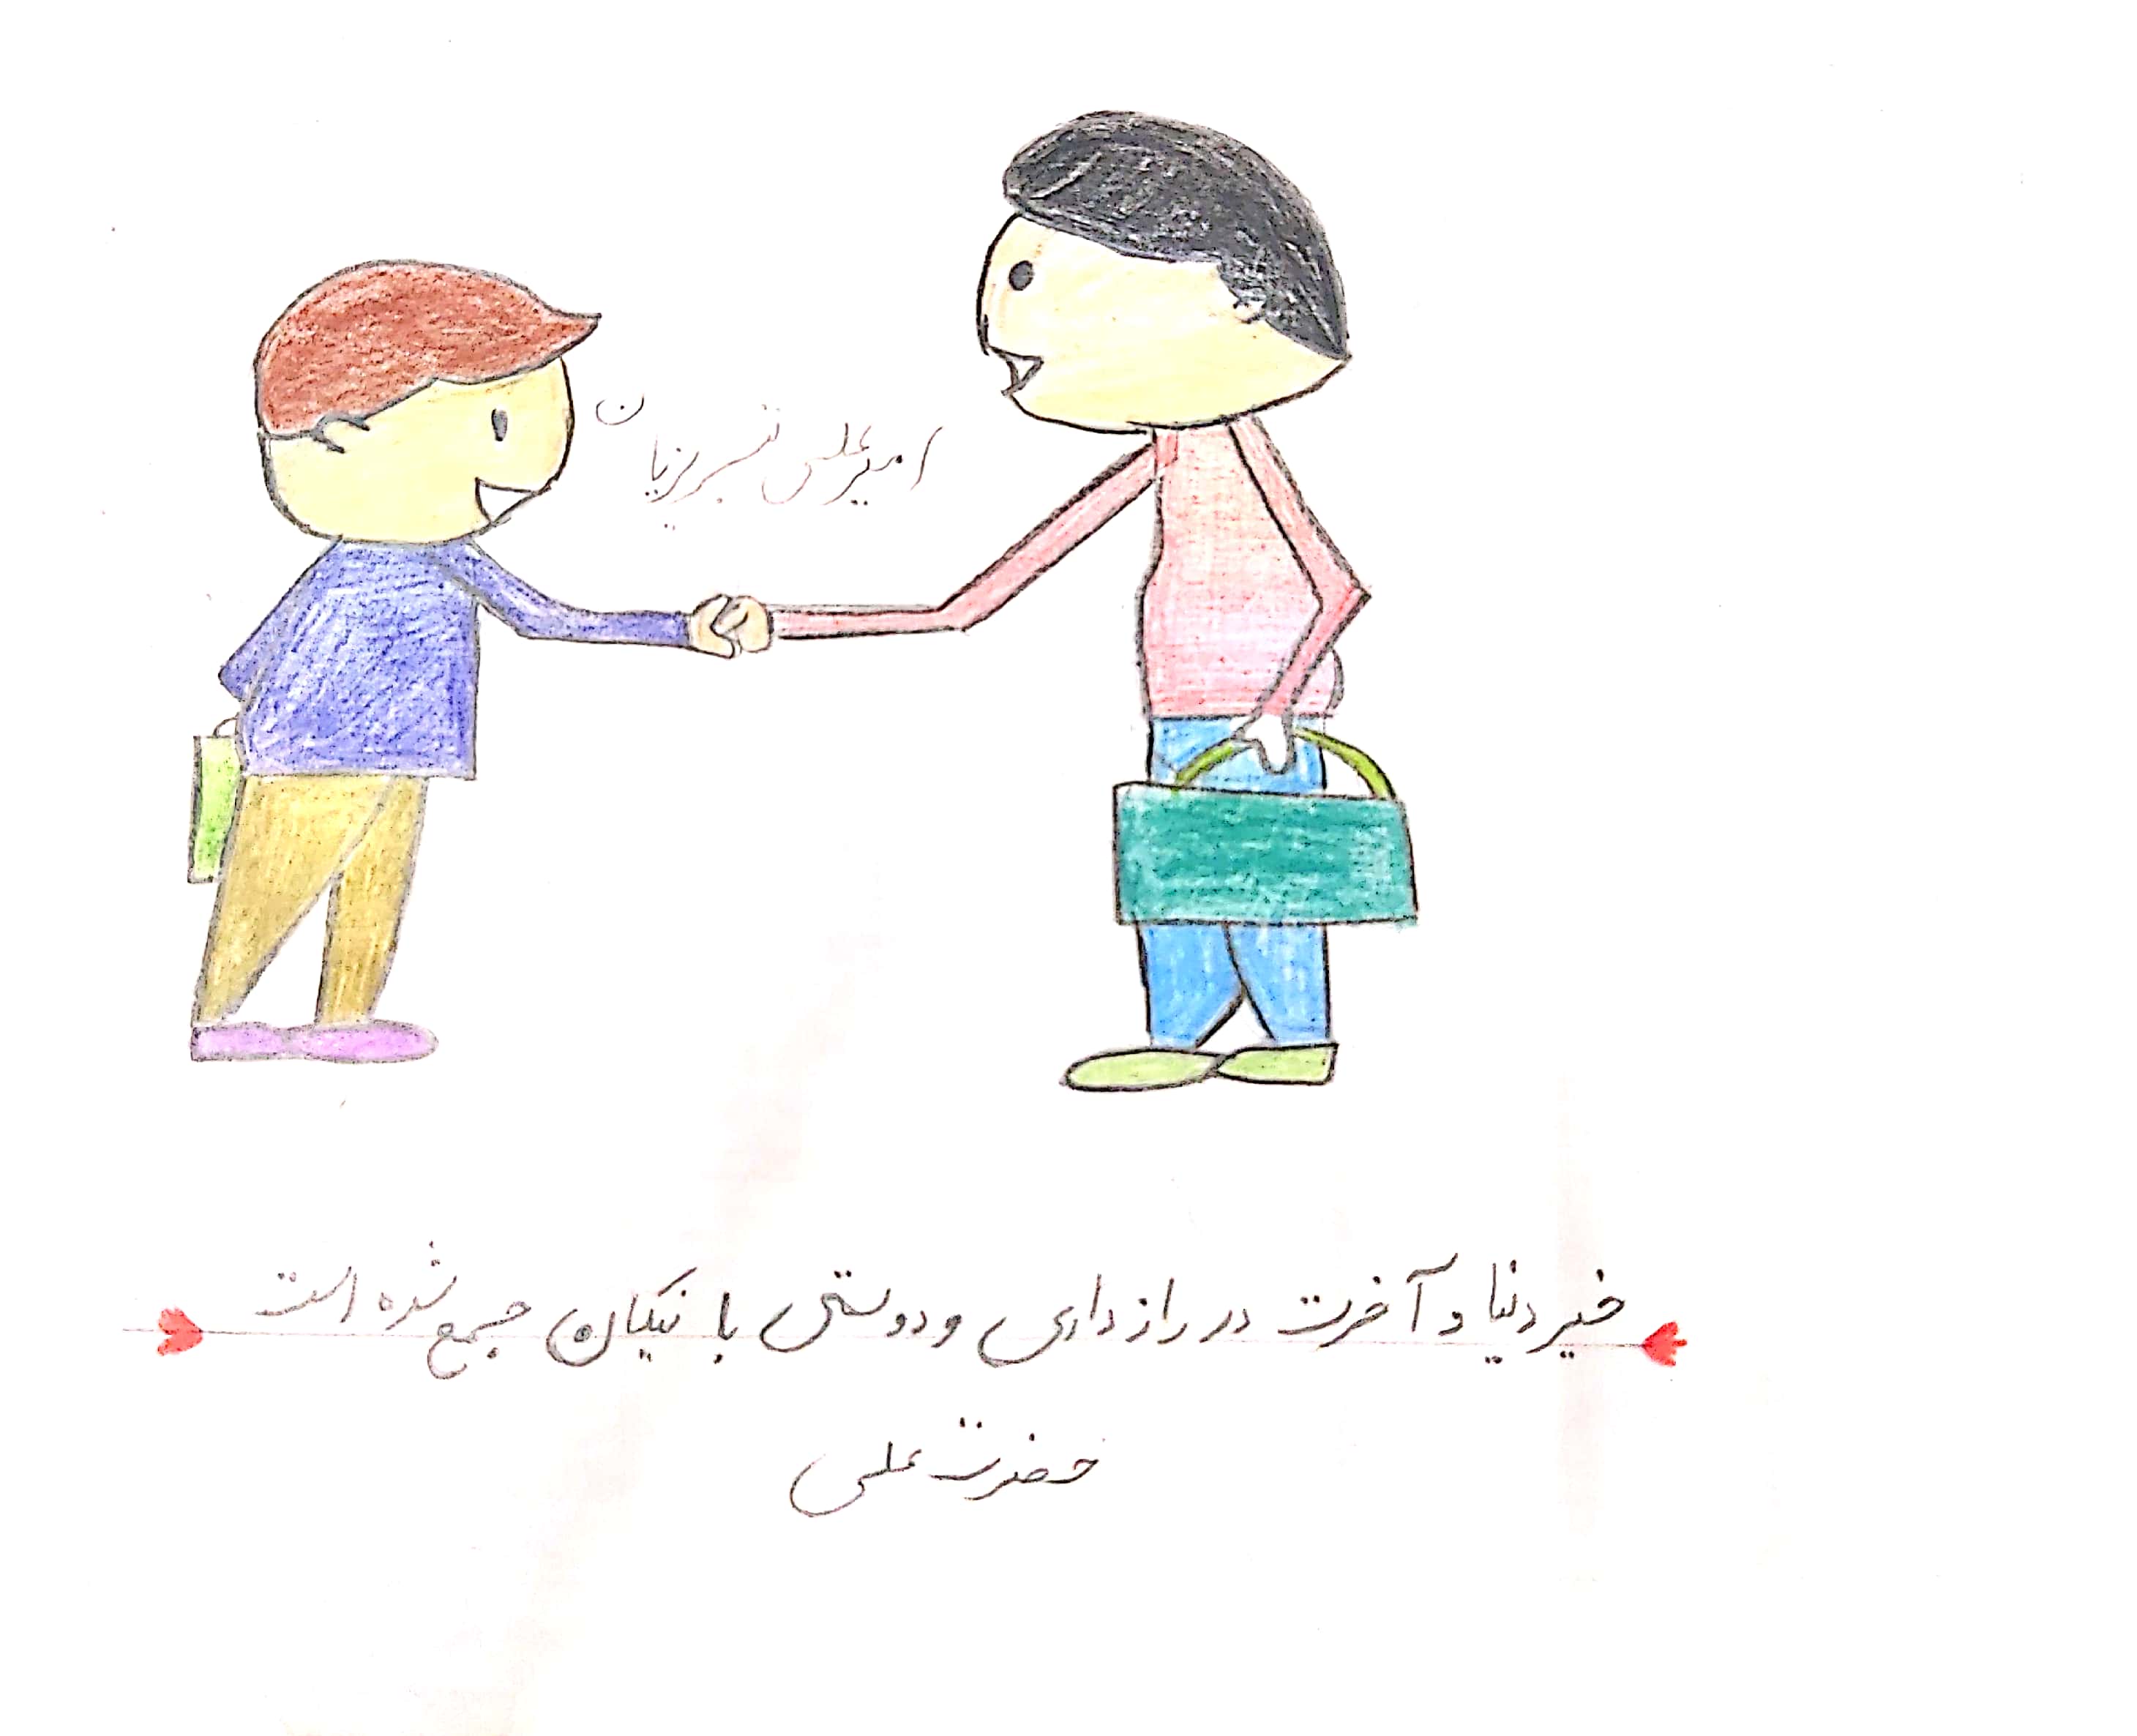 امیرعلی تبریزیان
خیر دنیا و آخرت در رازداری و دوستی با نیکان جمع شده است
حضرت علی